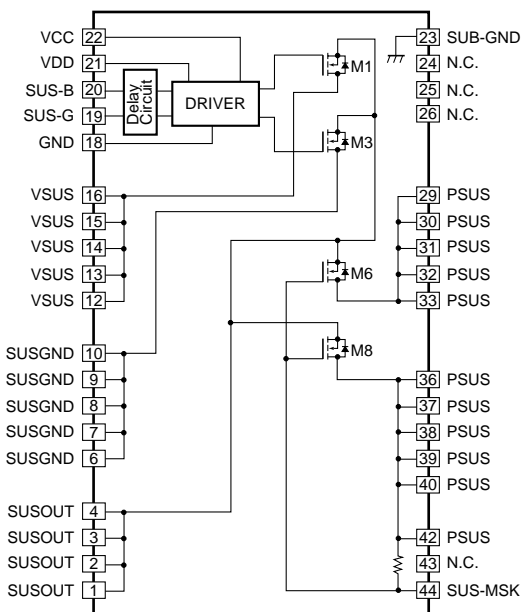 VCC 22
VDD 21
SUS-B 20
SUS-G 19
GND 18
Delay
Circuit
DRIVER
M1
M3
23 SUB-GND
24 N.C.
25 N.C.
26 N.C.
VSUS 16
VSUS 15
VSUS 14
VSUS 13
VSUS 12
M6
29 PSUS
30 PSUS
31 PSUS
32 PSUS
33 PSUS
SUSGND 10
SUSGND 9
SUSGND 8
SUSGND 7
SUSGND 6
M8
36 PSUS
37 PSUS
38 PSUS
39 PSUS
40 PSUS
SUSOUT 4
SUSOUT 3
SUSOUT 2
SUSOUT 1
42 PSUS
43 N.C.
44 SUS-MSK